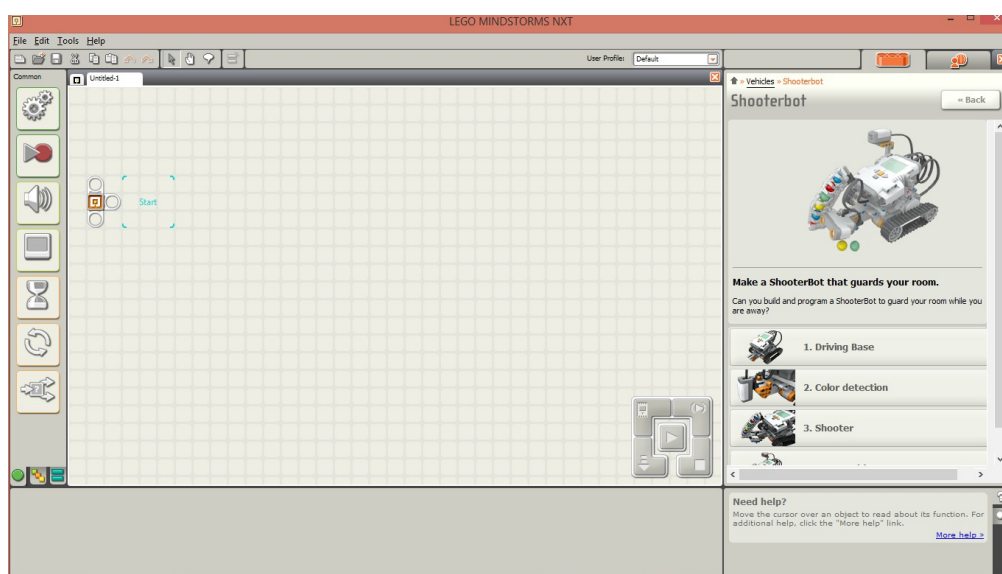 LEGO MINDSTORMS NXT
File Edit Tools Help
User Profile: Default
Common
Untitled-1
Start
» Vehicles » Shooterbot
Shooterbot
« Back
Make a ShooterBot that guards your room.
Can you build and program a ShooterBot to guard your room while you
are away?
1. Driving Base
2. Color detection
3. Shooter
Need help?
Move the cursor over an object to read about its function. For
additional help, click the "More help" link.
More help »